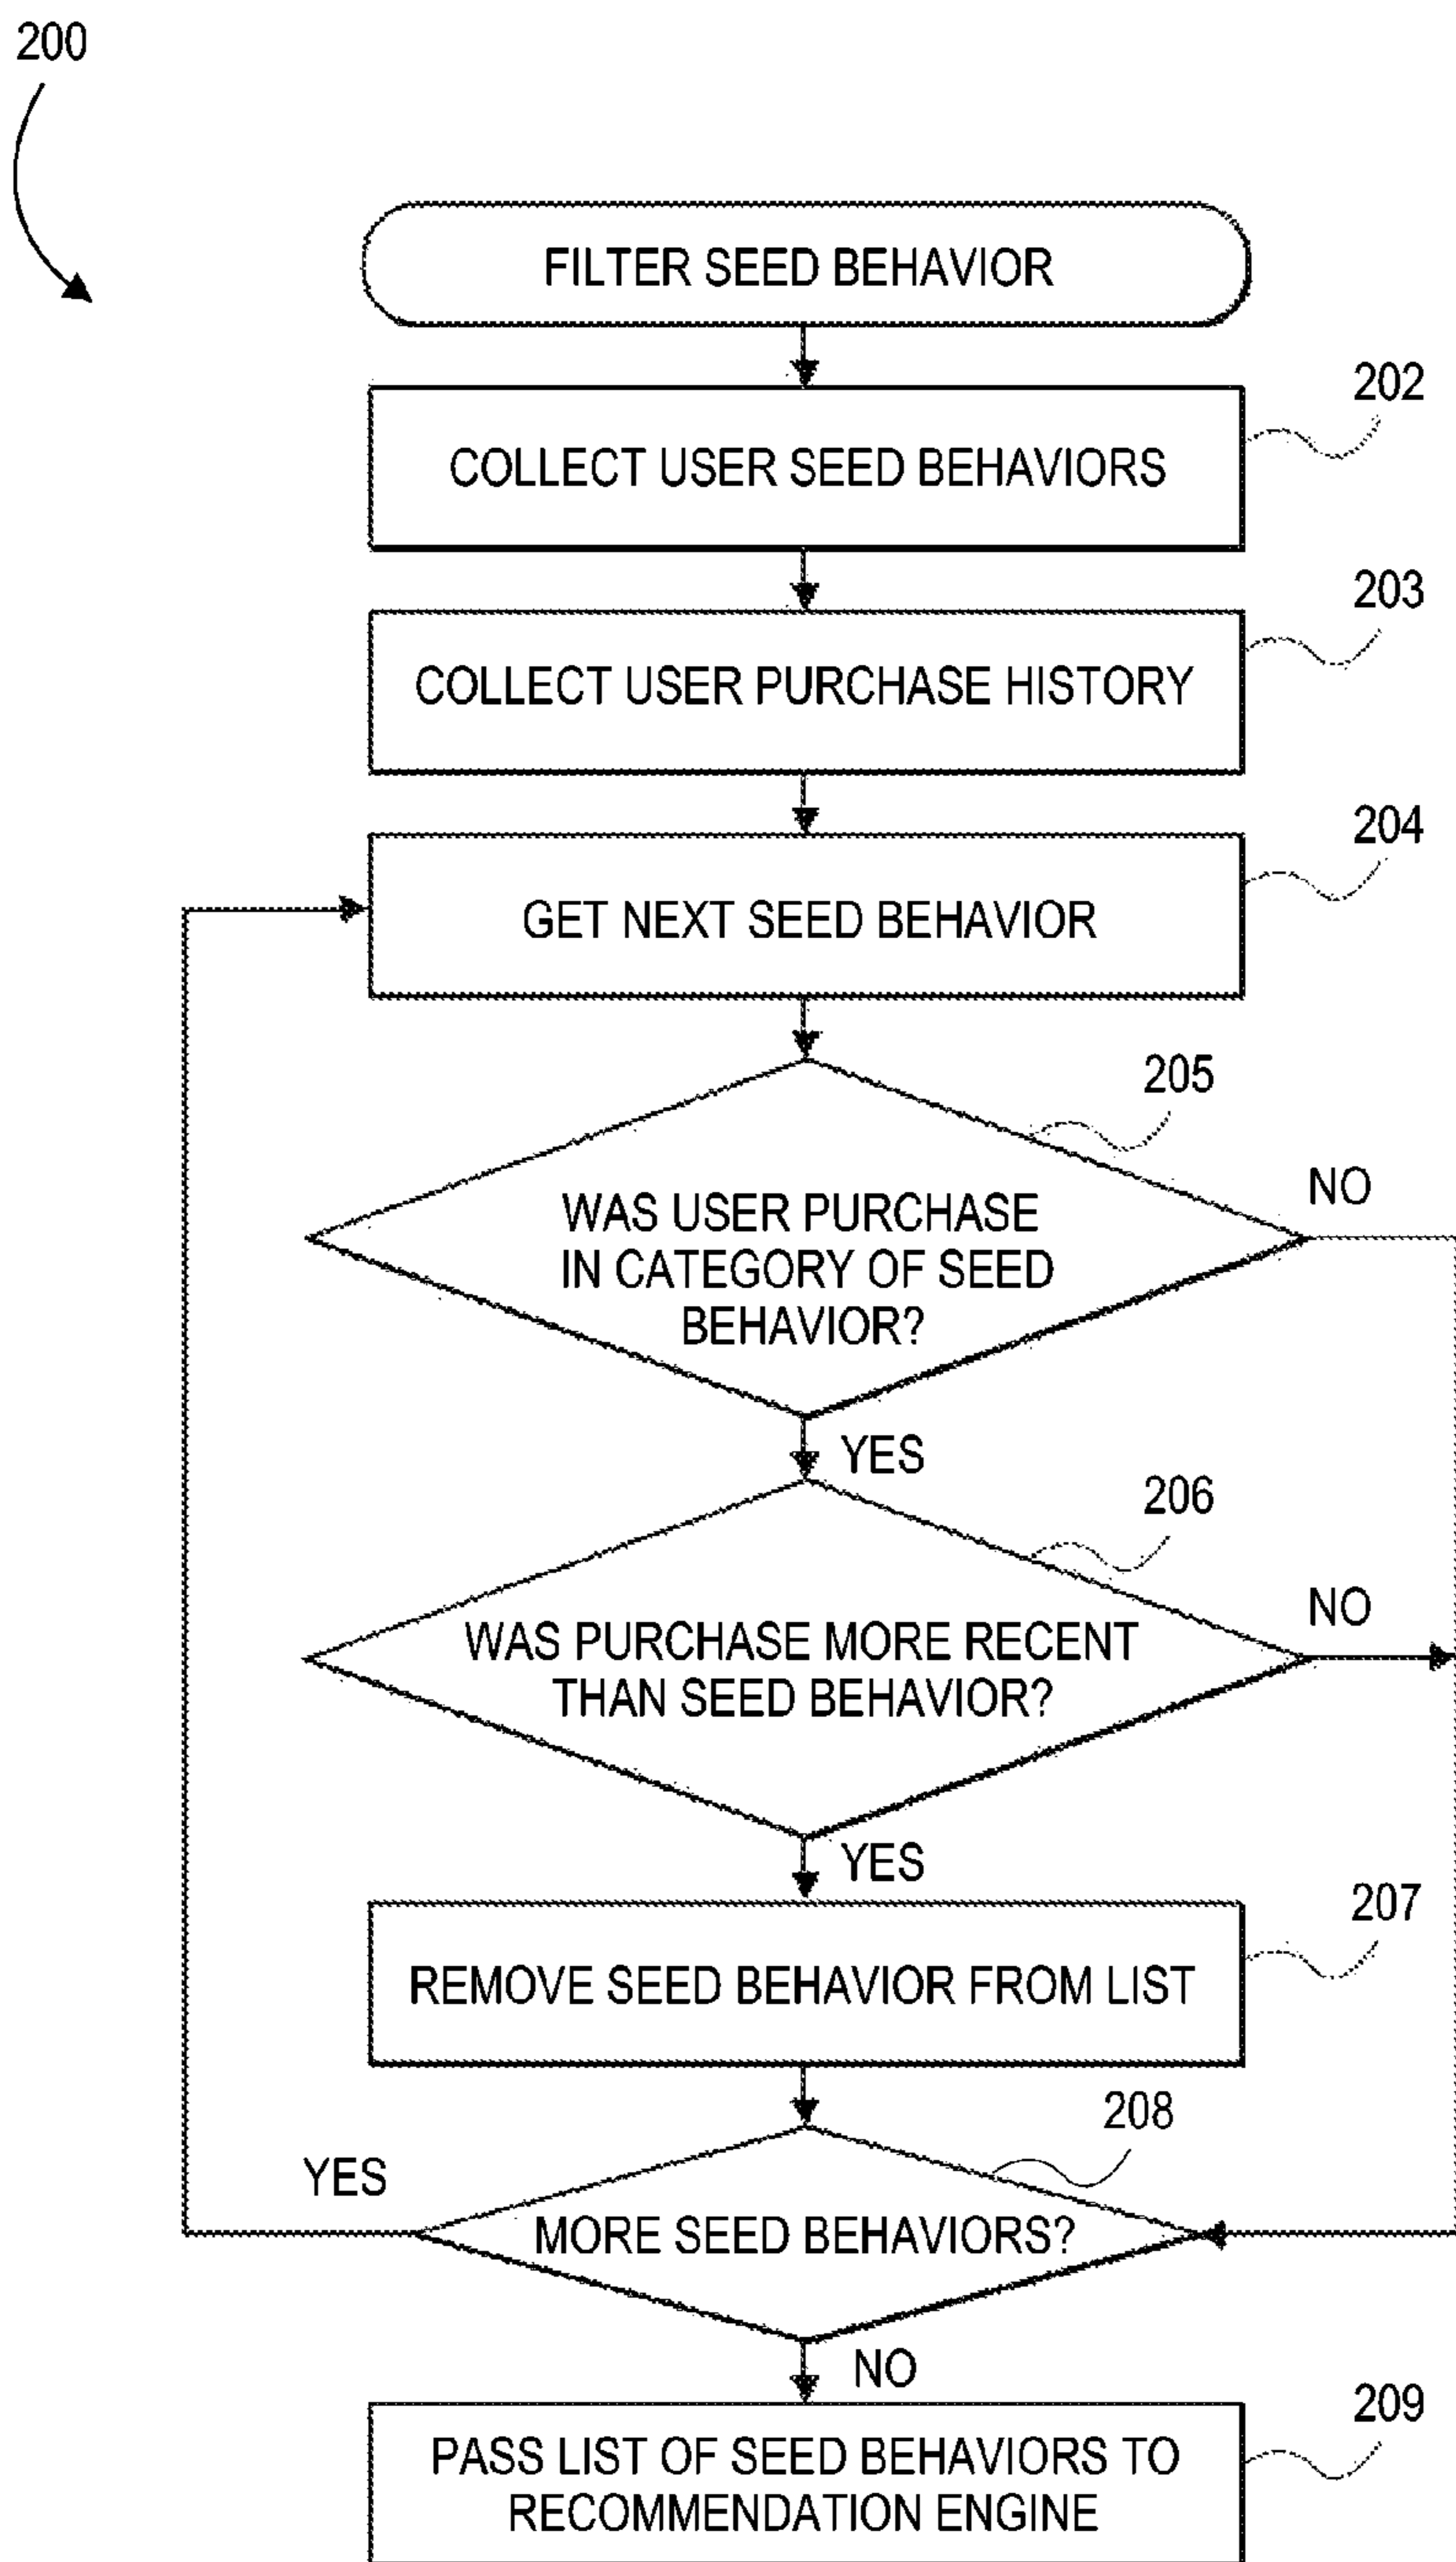 200
FILTER SEED BEHAVIOR
202
COLLECT USER SEED BEHAVIORS
203
COLLECT USER PURCHASE HISTORY
204
GET NEXT SEED BEHAVIOR
205
NO
WAS USER PURCHASE
IN CATEGORY OF SEED
BEHAVIOR?
YES
206
NO
WAS PURCHASE MORE RECENT
THAN SEED BEHAVIOR?
YES
207
REMOVE SEED BEHAVIOR FROM LIST
208
YES
MORE SEED BEHAVIORS?
NO
209
PASS LIST OF SEED BEHAVIORS TO
RECOMMENDATION ENGINE